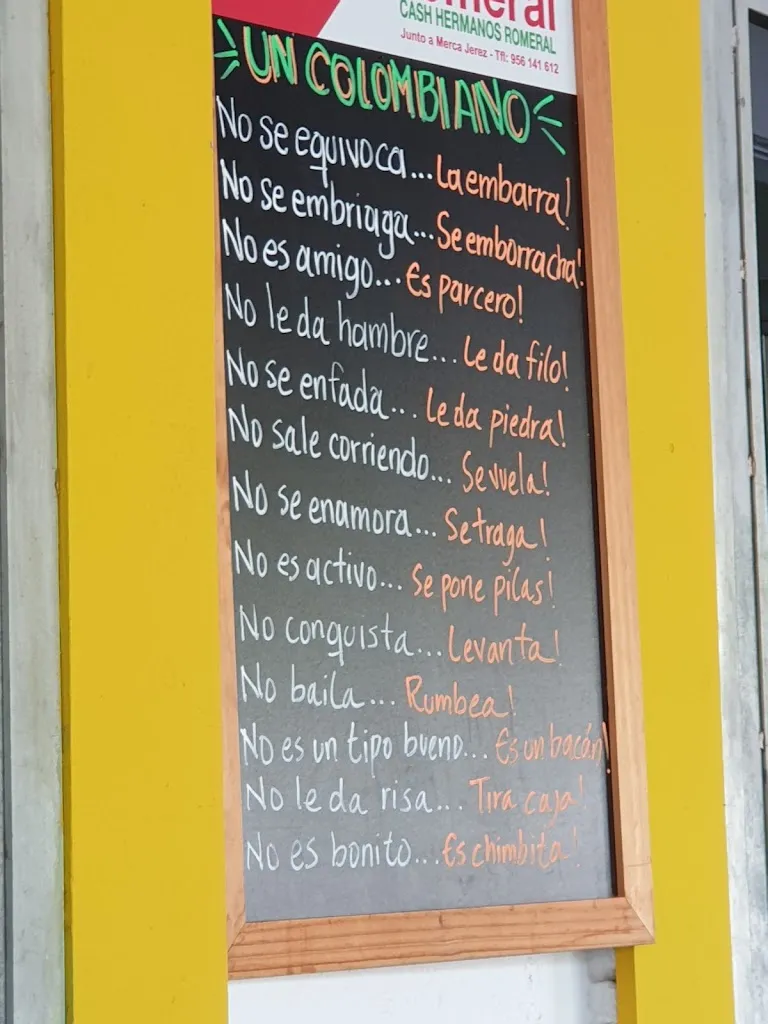 CASH HERMANOS ROMERAL
Junto a Merca Jerez - Tfl: 956 141 612
UN COLOMBIANO
No se equivoca... La embarra!
No se embriaga... Se emborracha!
No es amigo... Es parcero!
No le da hambre... Le da filo!
No se enfada... Le da piedra!
No sale corriendo... Se vuela!
No se enamora... Se traga!
No es activo... Se pone pilas!
No conquista... Levanta!
No baila... Rumbea!
No es un tipo bueno... Es un bacán!
No le da risa... Tira caja!
No es bonito... Es chimbita!